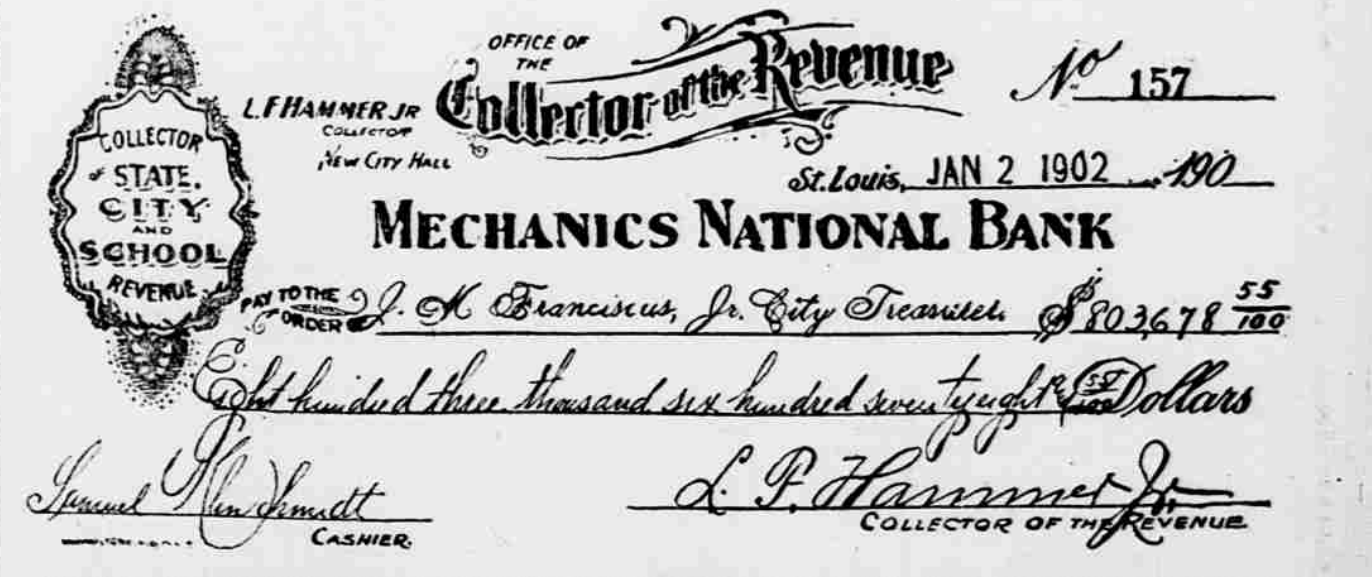 OFFICE OF
THE
Collector of the Revenue
No 157
L. F. HAMMER JR
COLLECTOR
NEW CITY HALL
St. Louis, JAN 2 1902 190
COLLECTOR
OF STATE,
CITY
AND
SCHOOL
REVENUE
MECHANICS NATIONAL BANK
PAY TO THE
ORDER OF J. M Franciscus, Jr. City Treasurer. $803,678 55/100
Eight hundred three thousand six hundred seventy eight & 55/100 Dollars
Samuel
CASHIER.
L. F. Hammer Jr.
COLLECTOR OF THE REVENUE